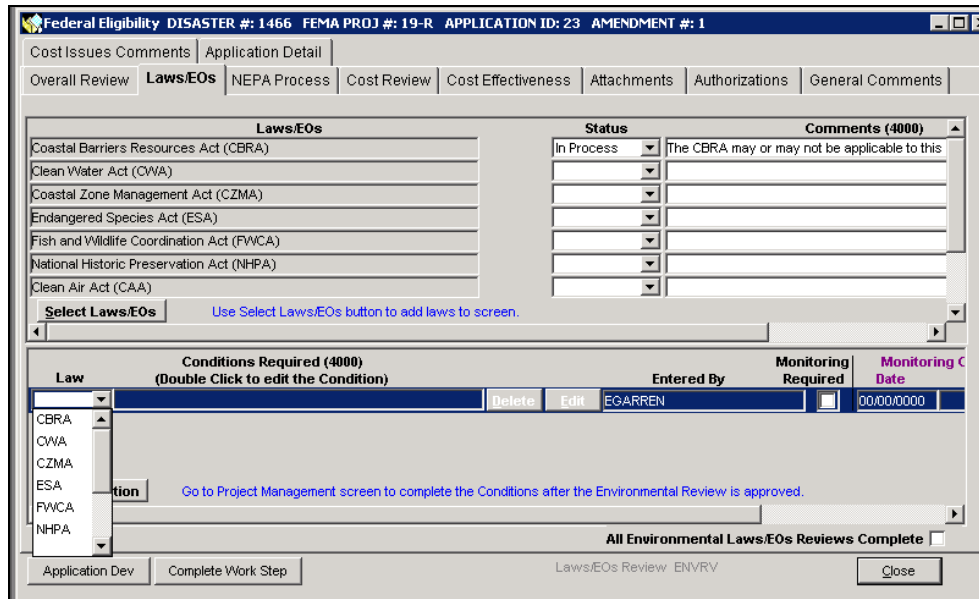 Federal Eligibility DISASTER #: 1466 FEMA PROJ #: 19-R APPLICATION ID: 23 AMENDMENT #: 1
Cost Issues Comments Application Detail
Overall Review Laws/EOs NEPA Process Cost Review Cost Effectiveness Attachments Authorizations General Comments
Laws/EOs Status Comments (4000)
Coastal Barriers Resources Act (CBRA) In Process The CBRA may or may not be applicable to this
Clean Water Act (CWA)
Coastal Zone Management Act (CZMA)
Endangered Species Act (ESA)
Fish and Wildlife Coordination Act (FWCA)
National Historic Preservation Act (NHPA)
Clean Air Act (CAA)
Select Laws/EOs Use Select Laws/EOs button to add laws to screen.
Conditions Required (4000) Monitoring Monitoring C
Law (Double Click to edit the Condition) Entered By Required Date
Delete Edit EGARREN 00/00/0000
CBRA
CWA
CZMA
ESA tion Go to Project Management screen to complete the Conditions after the Environmental Review is approved.
FWCA
NHPA
All Environmental Laws/EOs Reviews Complete
Application Dev Complete Work Step Laws/EOs Review ENVRV Close